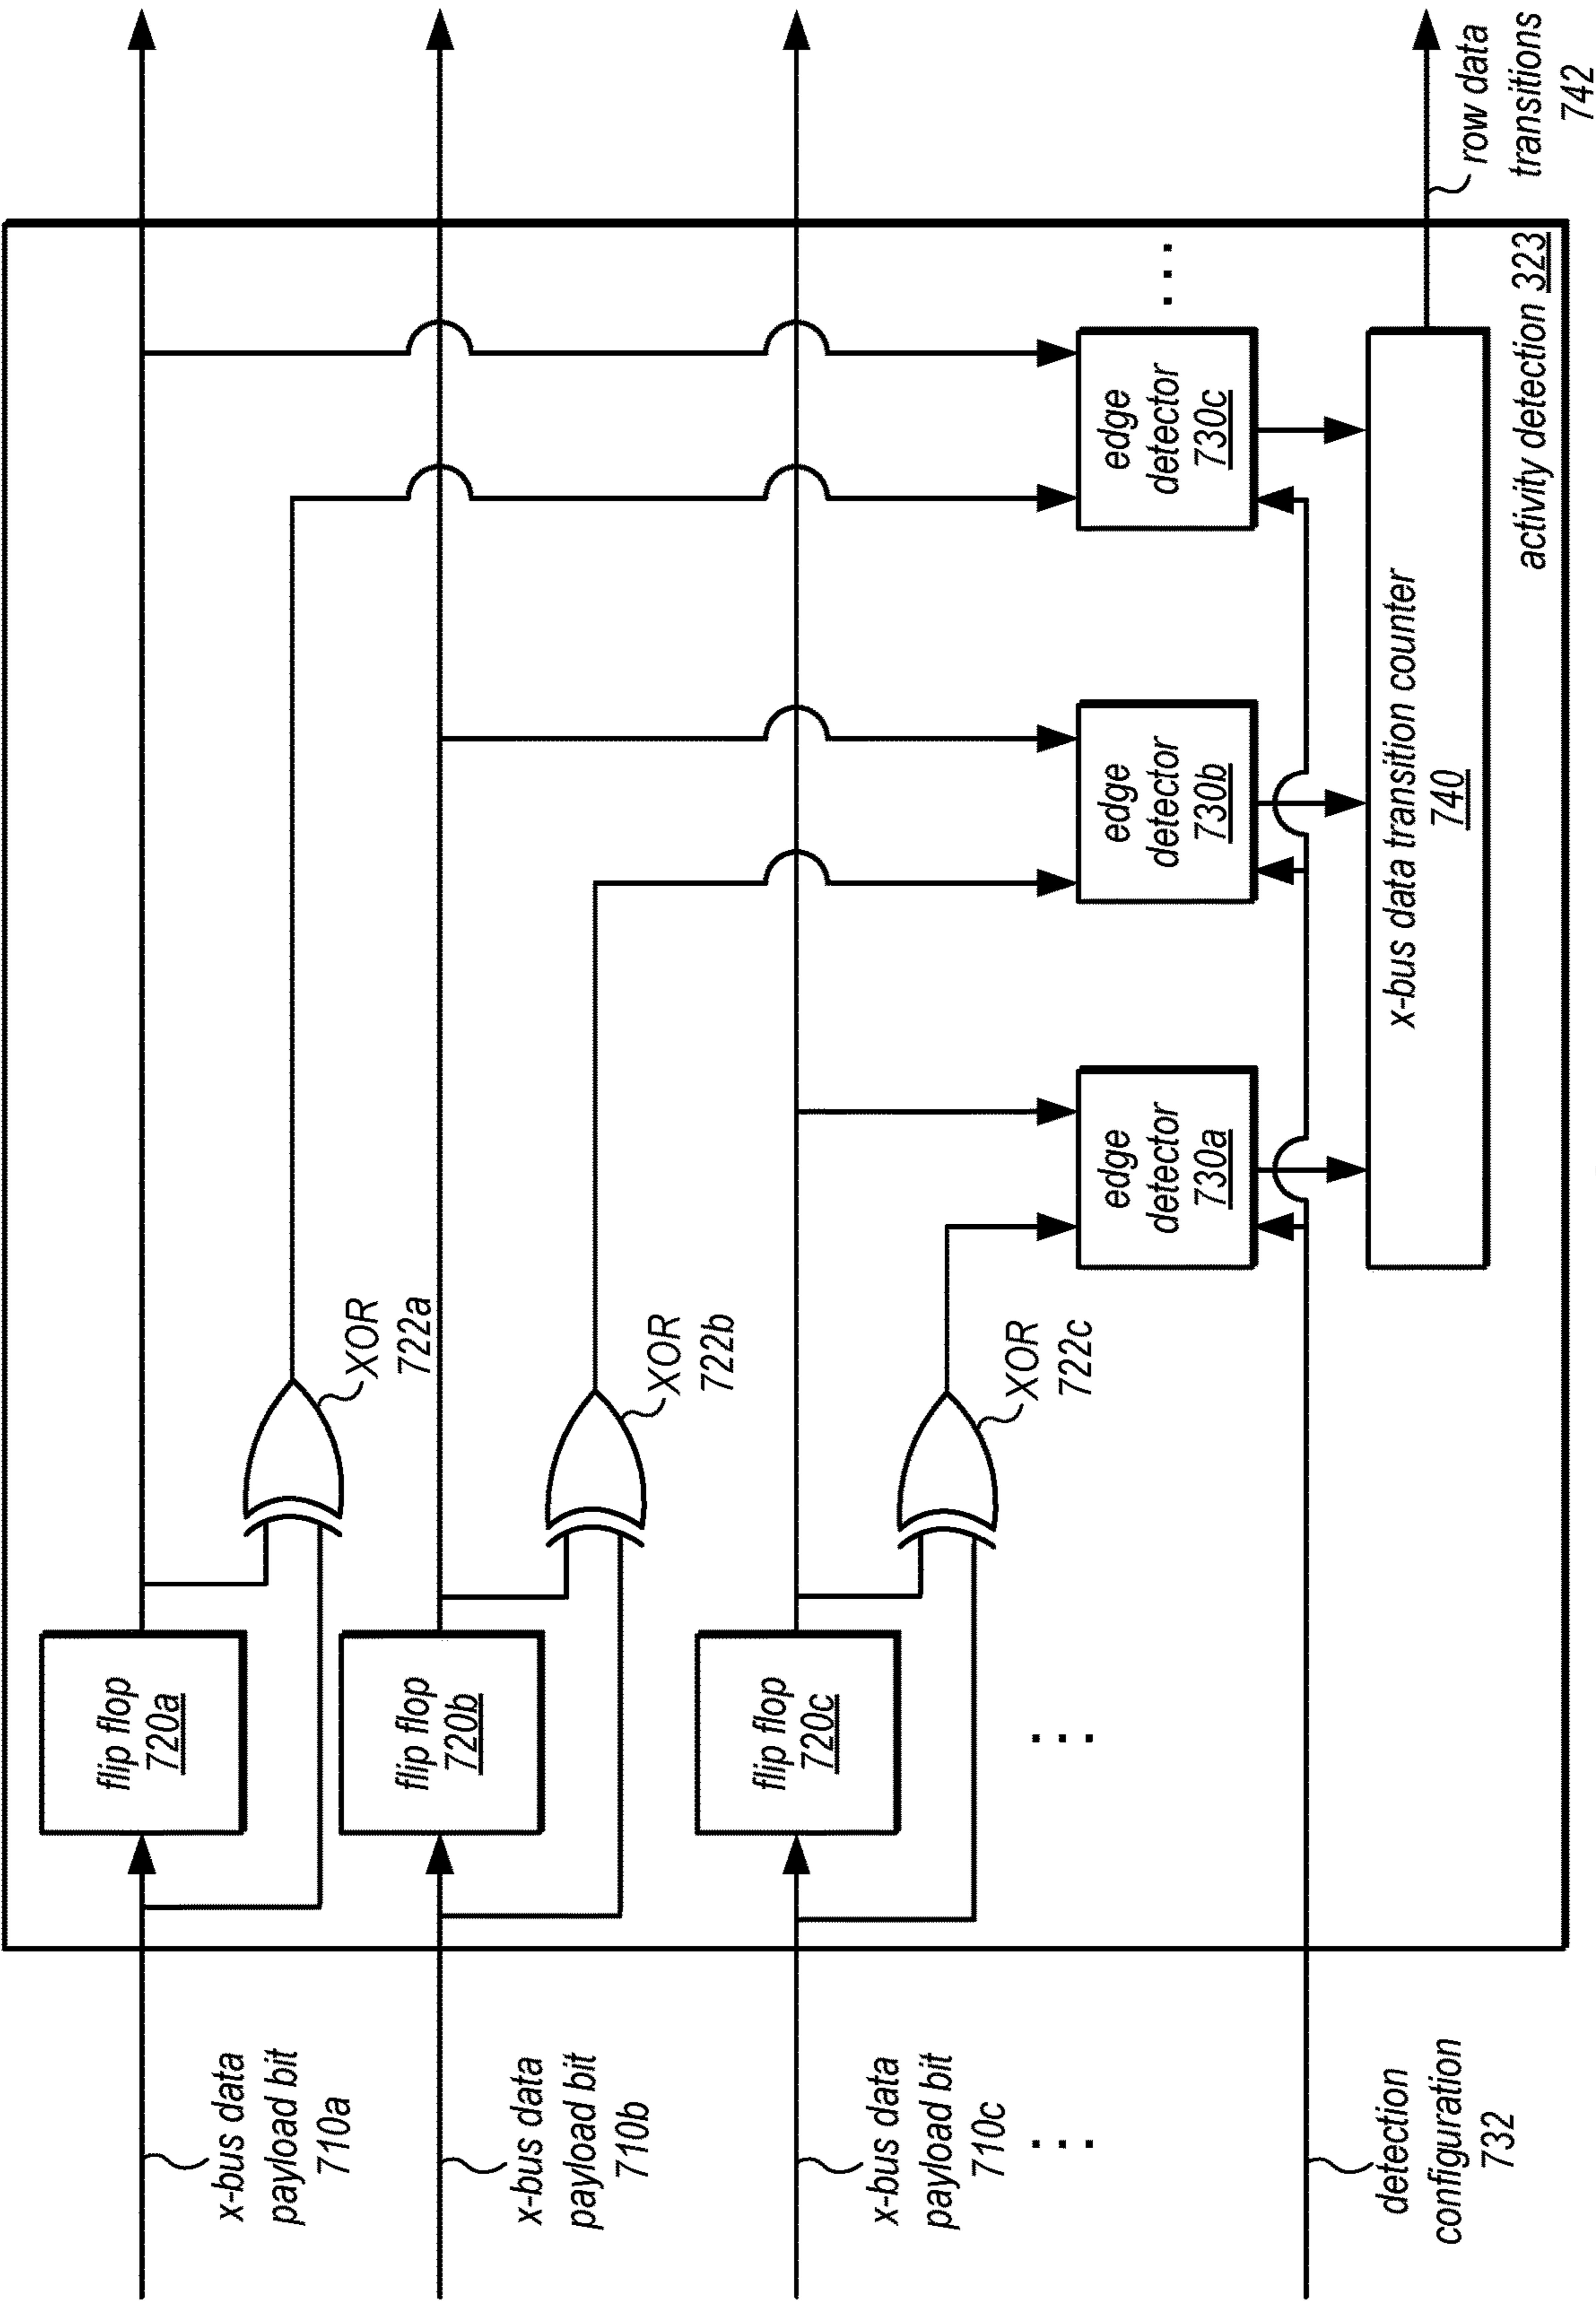 x-bus data
payload bit
710a
x-bus data
payload bit
710b
x-bus data
payload bit
710c
...
detection
configuration
732
flip flop
720a
flip flop
720b
flip flop
720c
...
XOR
722a
XOR
722b
XOR
722c
edge
detector
730a
edge
detector
730b
edge
detector
730c
...
x-bus data transition counter
740
activity detection 323
row data
transitions
742